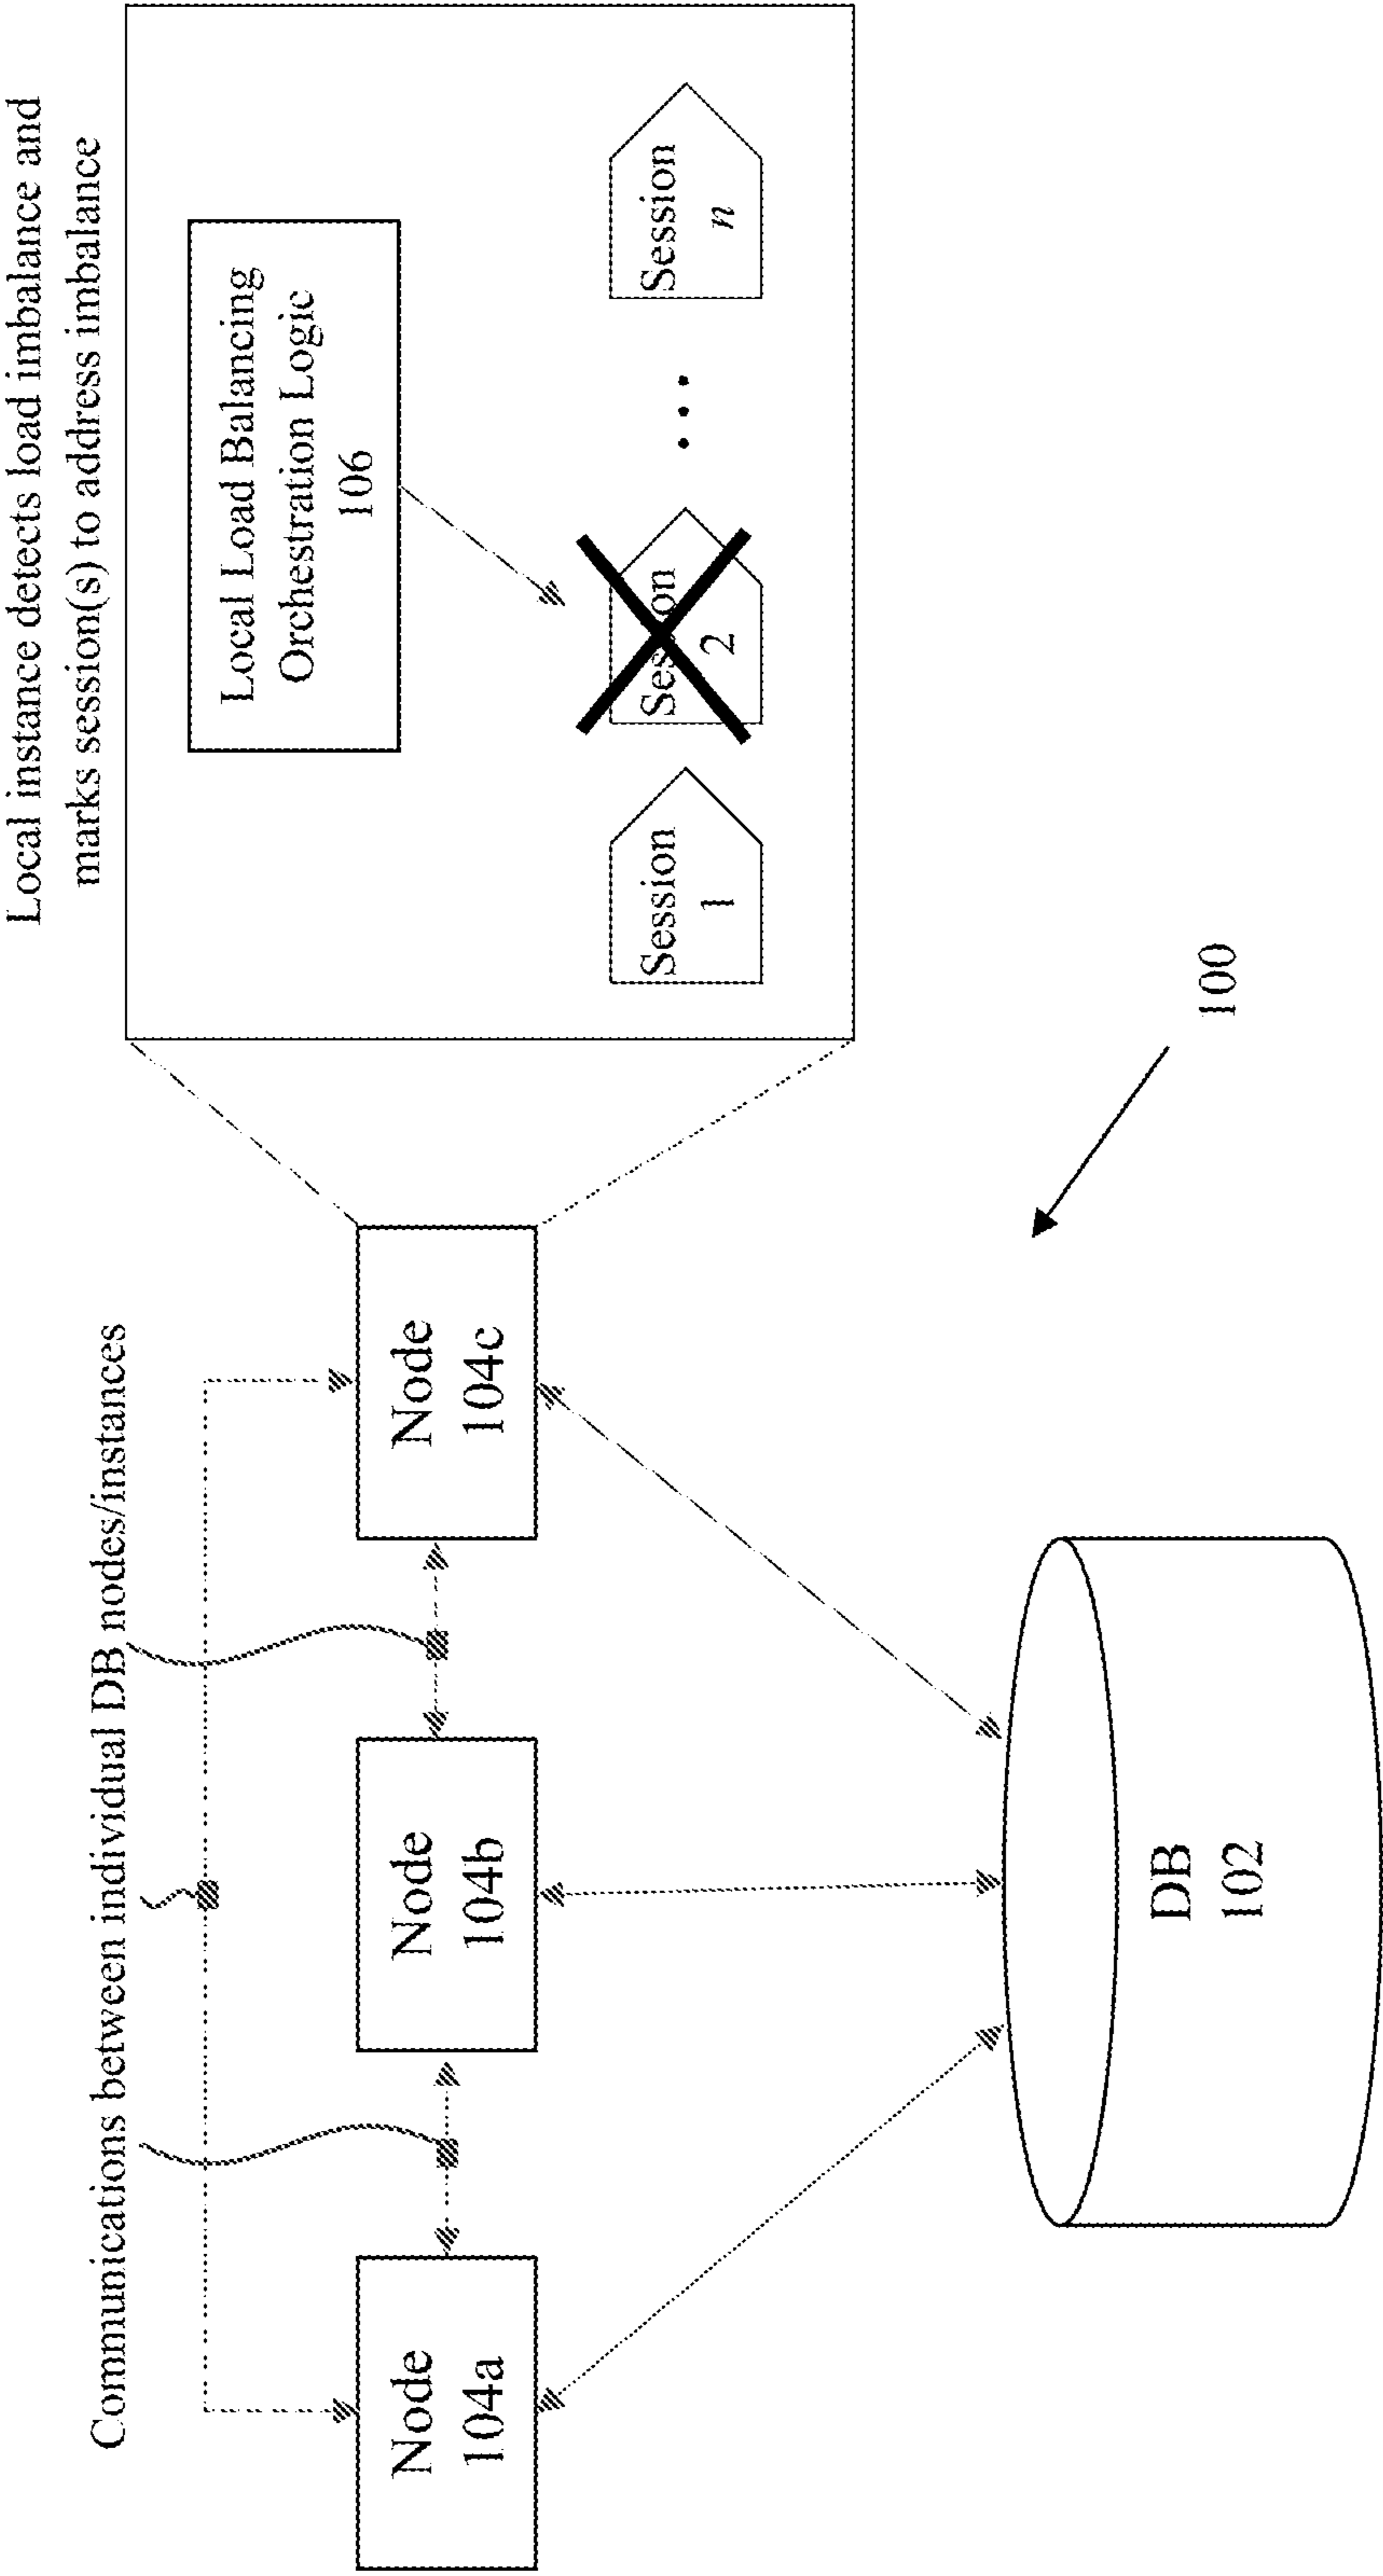 Local instance detects load imbalance and
marks session(s) to address imbalance
Communications between individual DB nodes/instances
Local Load Balancing
Orchestration Logic
106
Node
104a
Node
104b
Node
104c
Session
1
Session
2
...
Session
n
DB
102
100